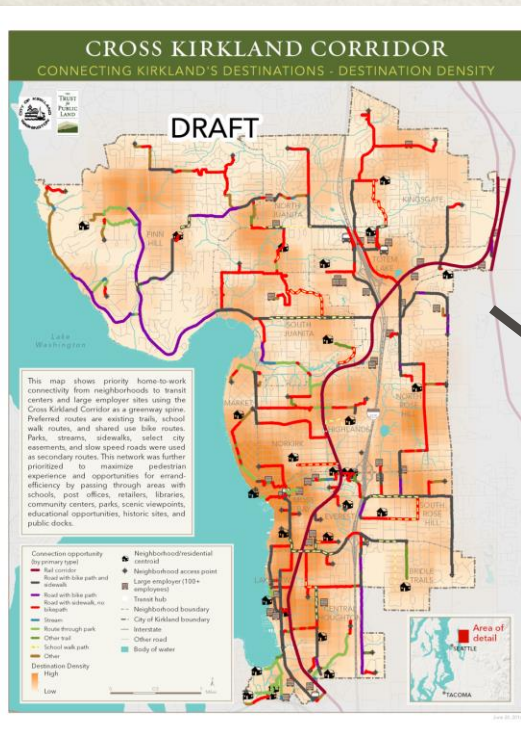 CROSS KIRKLAND CORRIDOR
CONNECTING KIRKLAND'S DESTINATIONS - DESTINATION DENSITY
CITY OF KIRKLAND
THE
TRUST
for
PUBLIC
LAND
DRAFT
KINGSGATE
NORTH
JUANITA
FINN
HILL
TOTEM
LAKE
Lake
Washington
SOUTH
JUANITA
NORTH
ROSE
MARKET
HIGHLANDS
NORKIRK
This map shows priority home-to-work
connectivity from neighborhoods to transit
centers and large employer sites using the
Cross Kirkland Corridor as a greenway spine.
Preferred routes are existing trails, school
walk routes, and shared use bike routes.
Parks, streams, sidewalks, select city
easements, and slow speed roads were used
as secondary routes. This network was further
prioritized to maximize pedestrian
experience and opportunities for errand-
efficiency by passing through areas with
schools, post offices, retailers, libraries,
community centers, parks, scenic viewpoints,
educational opportunities, historic sites, and
public docks.
EVEREST
SOUTH
ROSE
HILL
BRIDLE
TRAILS
CENTRAL
HOUGHTON
Connection opportunity
(by primary type)
Rail corridor
Road with bike path and
sidewalk
Road with bike path
Road with sidewalk, no
bikepath
Stream
Route through park
Other trail
School walk path
Other
Destination Density
High
Low
Neighborhood/residential
centroid
Neighborhood access point
Large employer (100+
employees)
Transit hub
Neighborhood boundary
City of Kirkland boundary
Interstate
Other road
Body of water
Miles
Area of
detail
SEATTLE
TACOMA